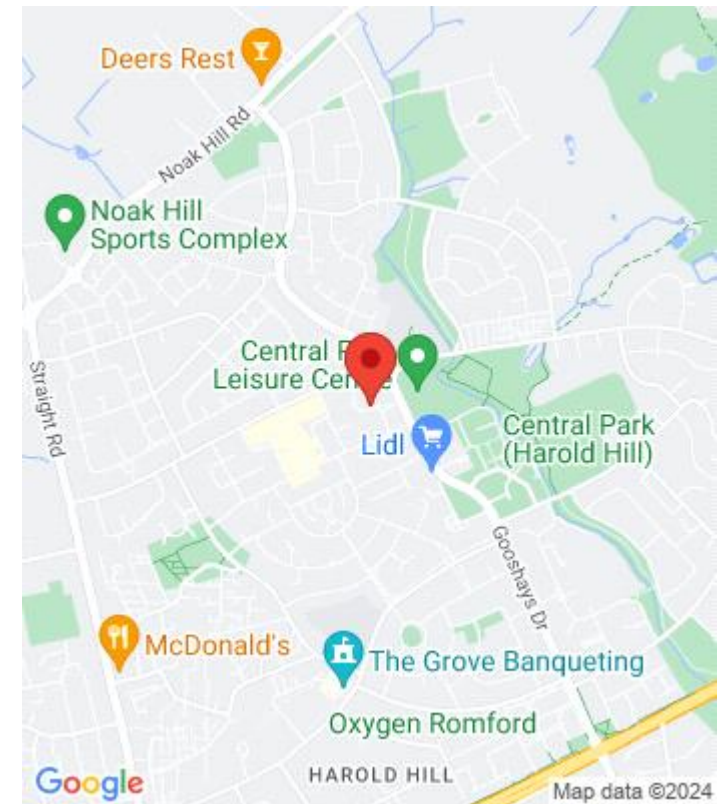 Deers Rest
Noak Hill Rd
Noak Hill
Sports Complex
Central P
Leisure Cen e
Straight Rd
Lidl
Central Park
(Harold Hill)
Gooshays Dr
McDonald's
The Grove Banqueting
Oxygen Romford
HAROLD HILL
Google
Map data ©2024